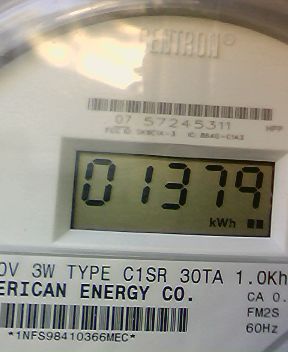 CENTRON®
07 57245311
01379
kWh
0V 3W TYPE C1SR 30TA 1.0Kh
ERICAN ENERGY CO.
CA 0.
FM2S
60Hz
*1NFS98410366MEC*